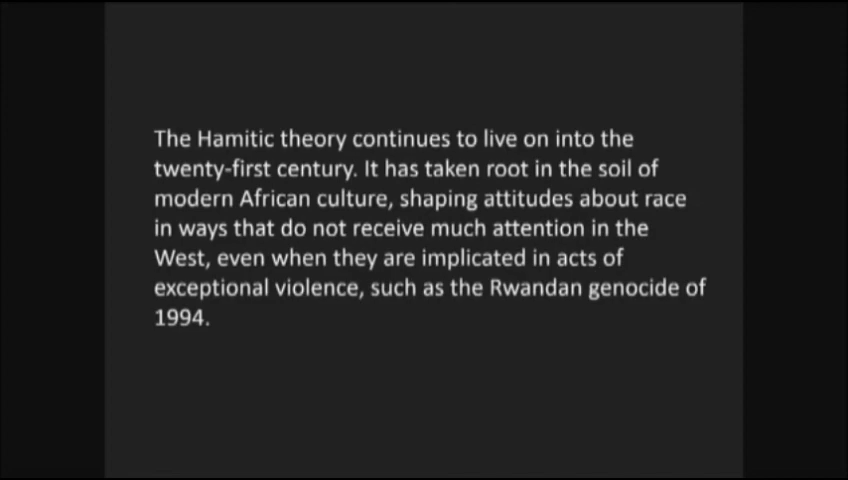 The Hamitic theory continues to live on into the
twenty-first century. It has taken root in the soil of
modern African culture, shaping attitudes about race
in ways that do not receive much attention in the
West, even when they are implicated in acts of
exceptional violence, such as the Rwandan genocide of
1994.